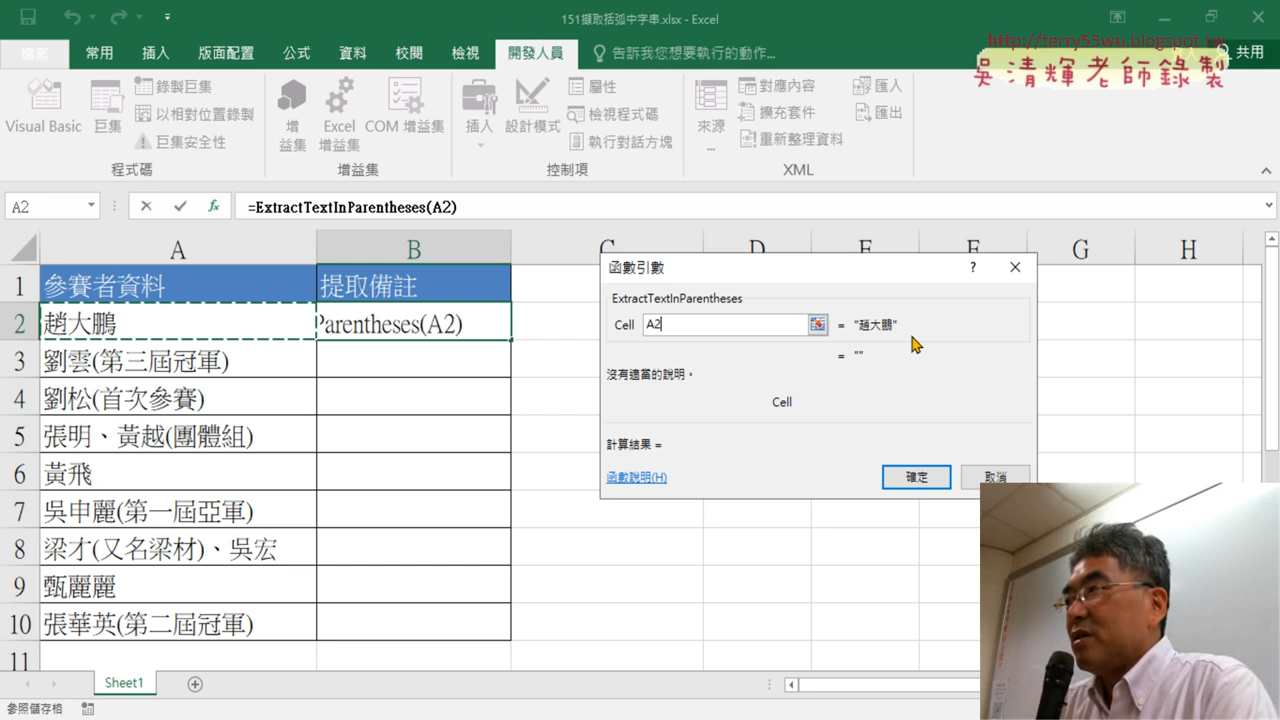 151擷取括弧中字串.xlsx - Excel
http://terry55wu.blogspot.tw
吳清輝老師錄製
檔案 常用 插入 版面配置 公式 資料 校閱 檢視 開發人員 告訴我您想要執行的動作... 共用
Visual Basic
巨集
錄製巨集
以相對位置錄製
巨集安全性
程式碼
增益集
Excel 增益集
COM 增益集
增益集
插入
設計模式
屬性
檢視程式碼
執行對話方塊
控制項
來源...
對應內容
擴充套件
重新整理資料
匯入
匯出
XML
A2 fx =ExtractTextInParentheses(A2)
A B C D E F G H
1 參賽者資料 提取備註
2 趙大鵬 Parentheses(A2)
3 劉雲(第三屆冠軍)
4 劉松(首次參賽)
5 張明、黃越(團體組)
6 黃飛
7 吳申麗(第一屆亞軍)
8 梁才(又名梁材)、吳宏
9 甄麗麗
10 張華英(第二屆冠軍)
11
函數引數 ?
ExtractTextInParentheses
Cell A2 = "趙大鵬"
= ""
沒有適當的說明。
Cell
計算結果 =
函數說明(H) 確定 取消
Sheet1
參照儲存格